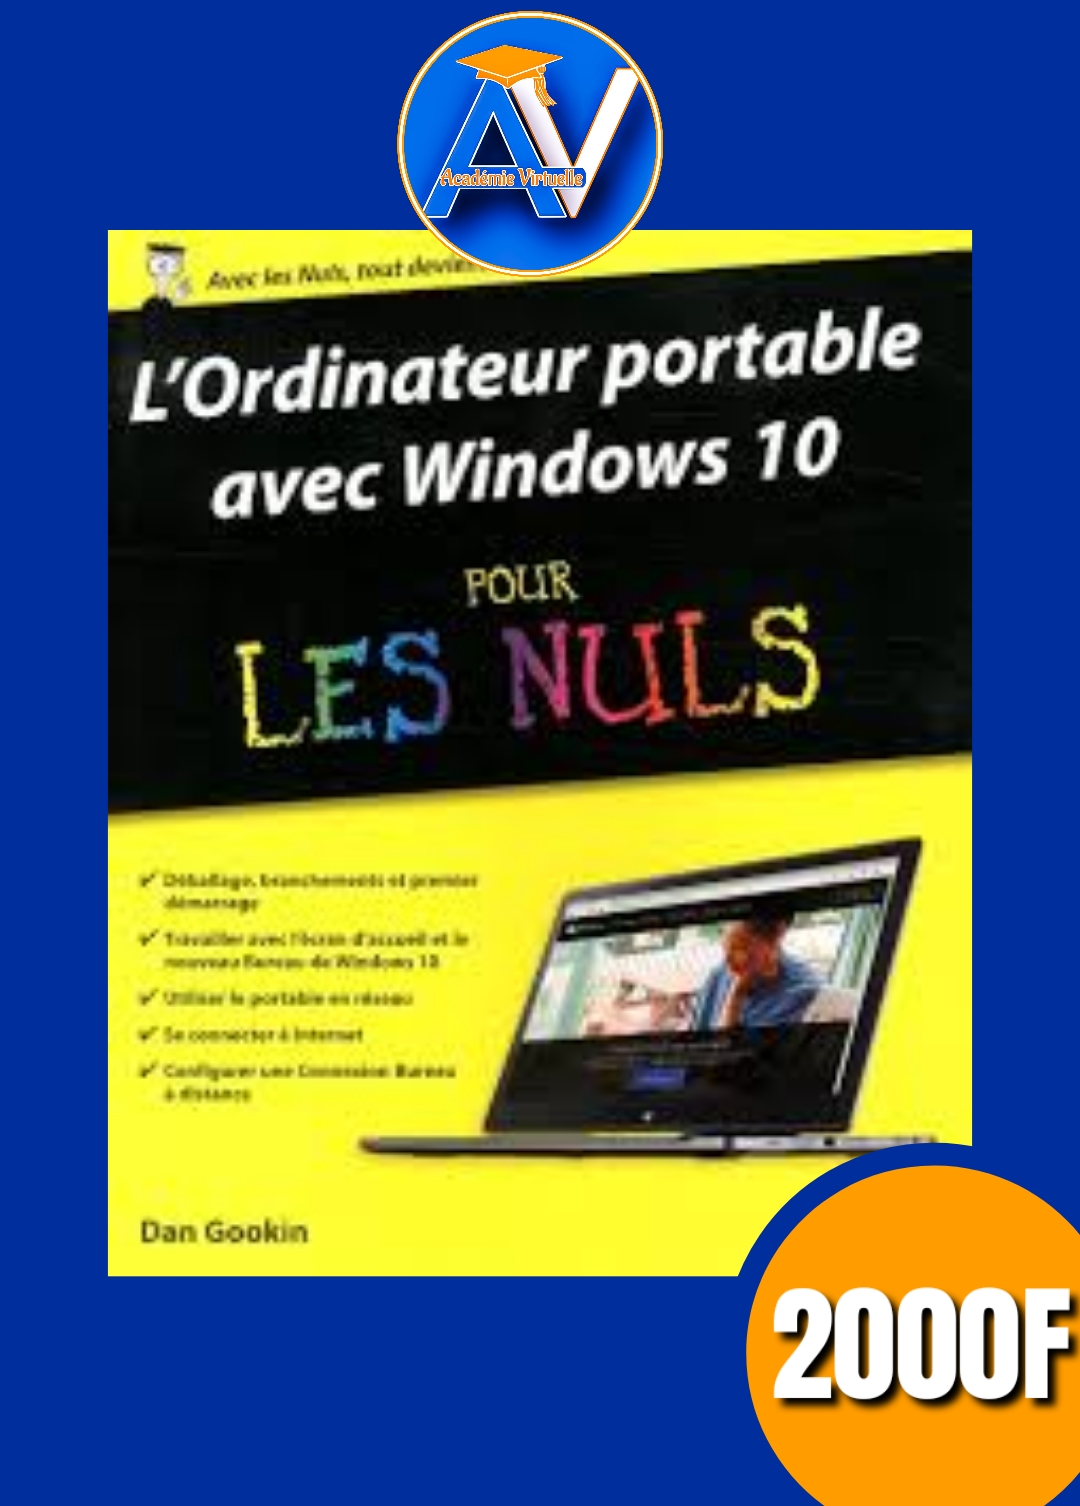 Académie Virtuelle
Avec les Nuls, tout devie
L'Ordinateur portable
avec Windows 10
POUR
LES NULS
✔ Déballage, branchements et premier
démarrage
✔ Travailler avec l'écran d'accueil et le
nouveau Bureau de Windows 10
✔ Utiliser le portable en réseau
✔ Se connecter à Internet
✔ Configurer une Connexion Bureau
à distance
Dan Gookin
2000F